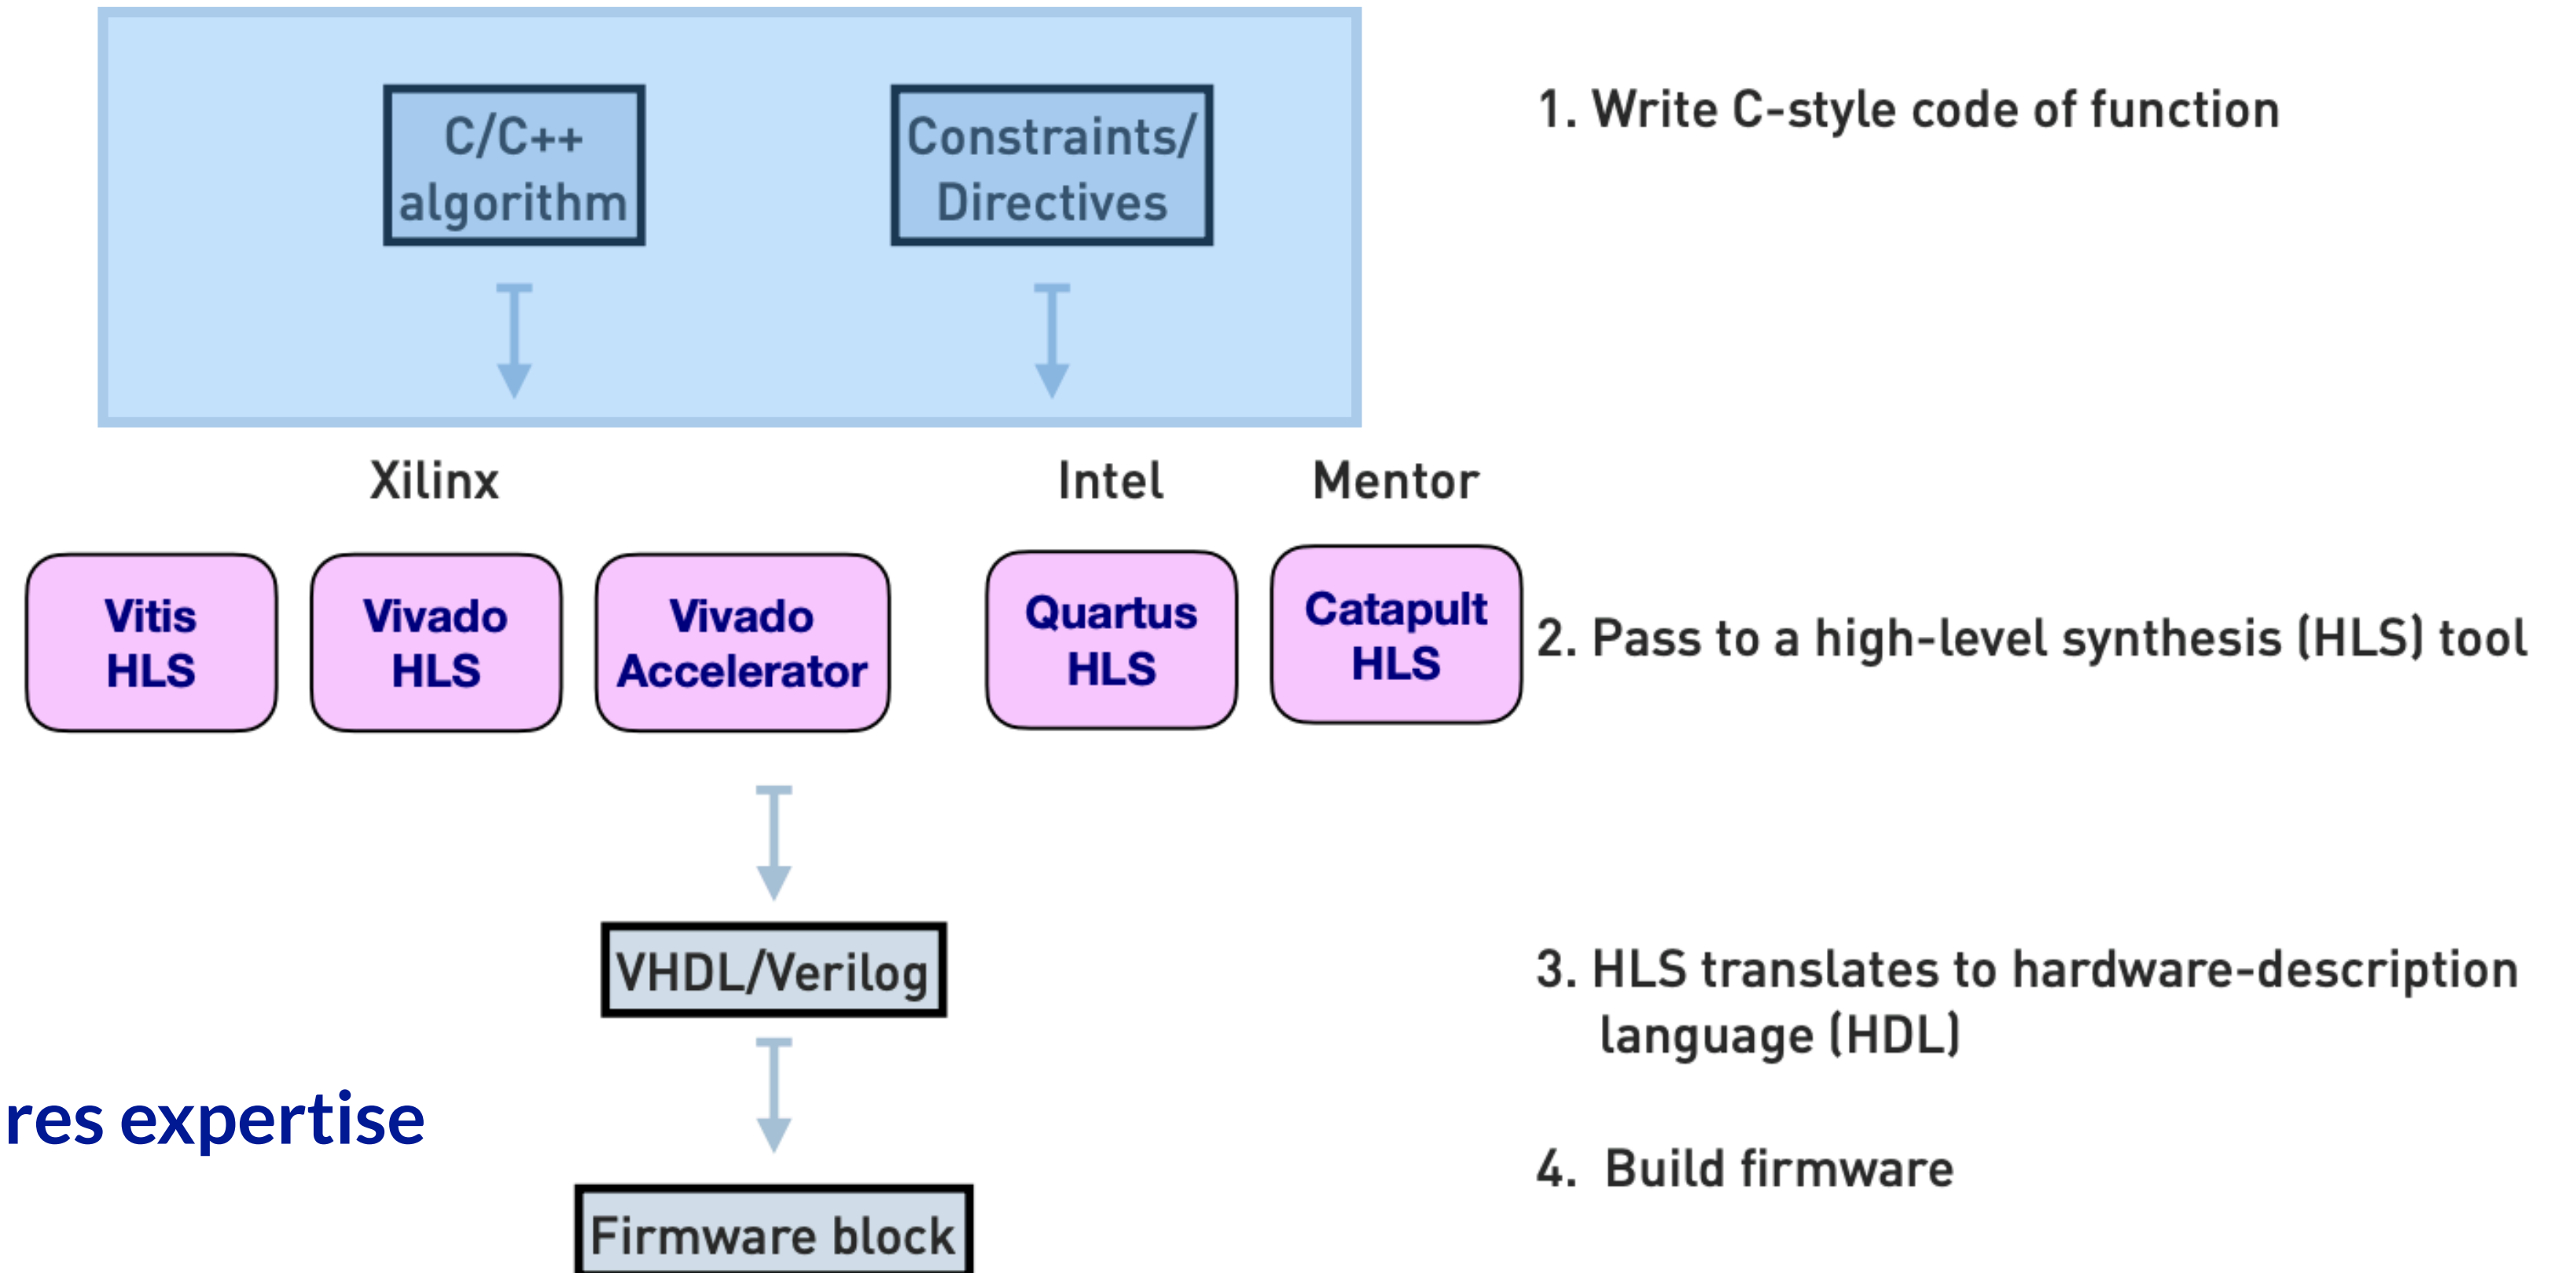 C/C++
algorithm
Constraints/
Directives
1. Write C-style code of function
Xilinx
Intel
Mentor
Vitis
HLS
Vivado
HLS
Vivado
Accelerator
Quartus
HLS
Catapult
HLS
2. Pass to a high-level synthesis (HLS) tool
VHDL/Verilog
3. HLS translates to hardware-description
language (HDL)
res expertise
4. Build firmware
Firmware block